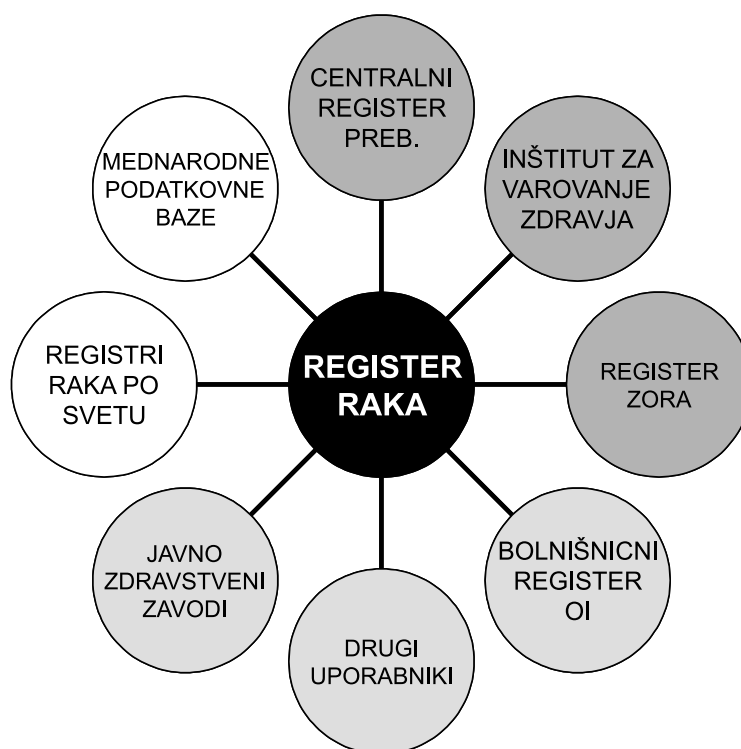 CENTRALNI
REGISTER
PREB.
INŠTITUT ZA
VAROVANJE
ZDRAVJA
REGISTER
ZORA
BOLNIŠNICNI
REGISTER
OI
DRUGI
UPORABNIKI
JAVNO
ZDRAVSTVENI
ZAVODI
REGISTRI
RAKA PO
SVETU
MEDNARODNE
PODATKOVNE
BAZE
REGISTER
RAKA